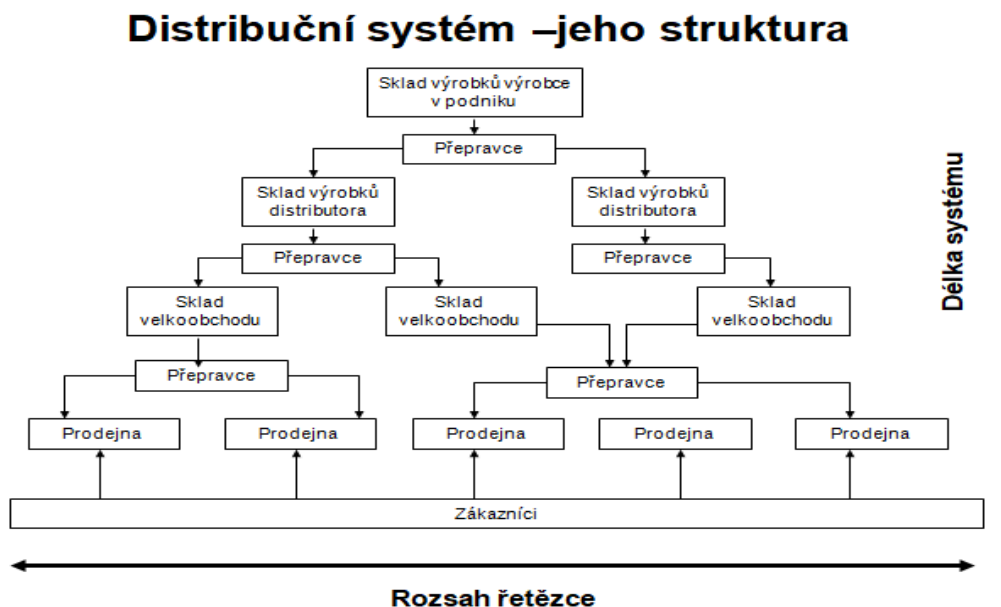 Distribuční systém –jeho struktura
Sklad výrobků výrobce
v podniku
Přepravce
Sklad výrobků
distributora
Sklad výrobků
distributora
Přepravce
Přepravce
Sklad
velkoobchodu
Sklad
velkoobchodu
Sklad
velkoobchodu
Přepravce
Přepravce
Prodejna
Prodejna
Prodejna
Prodejna
Prodejna
Zákazníci
Rozsah řetězce
Délka systému